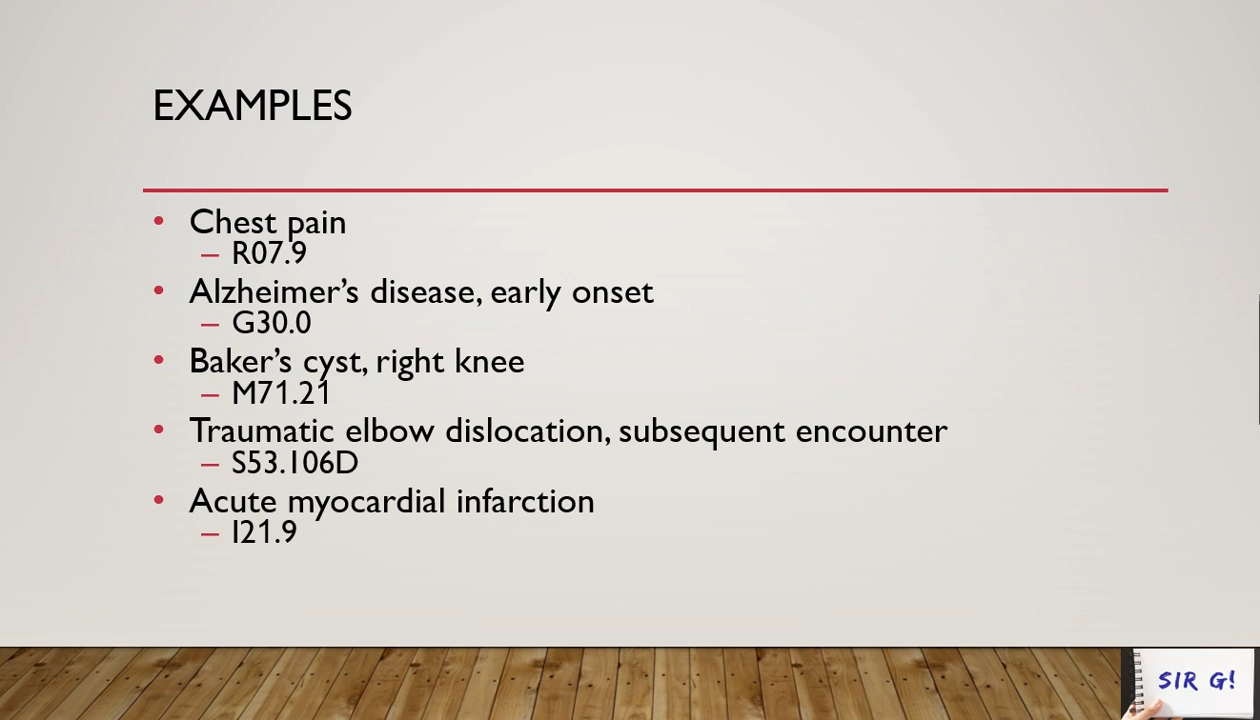 EXAMPLES
• Chest pain
– R07.9
• Alzheimer’s disease, early onset
– G30.0
• Baker’s cyst, right knee
– M71.21
• Traumatic elbow dislocation, subsequent encounter
– S53.106D
• Acute myocardial infarction
– I21.9
SIR G!